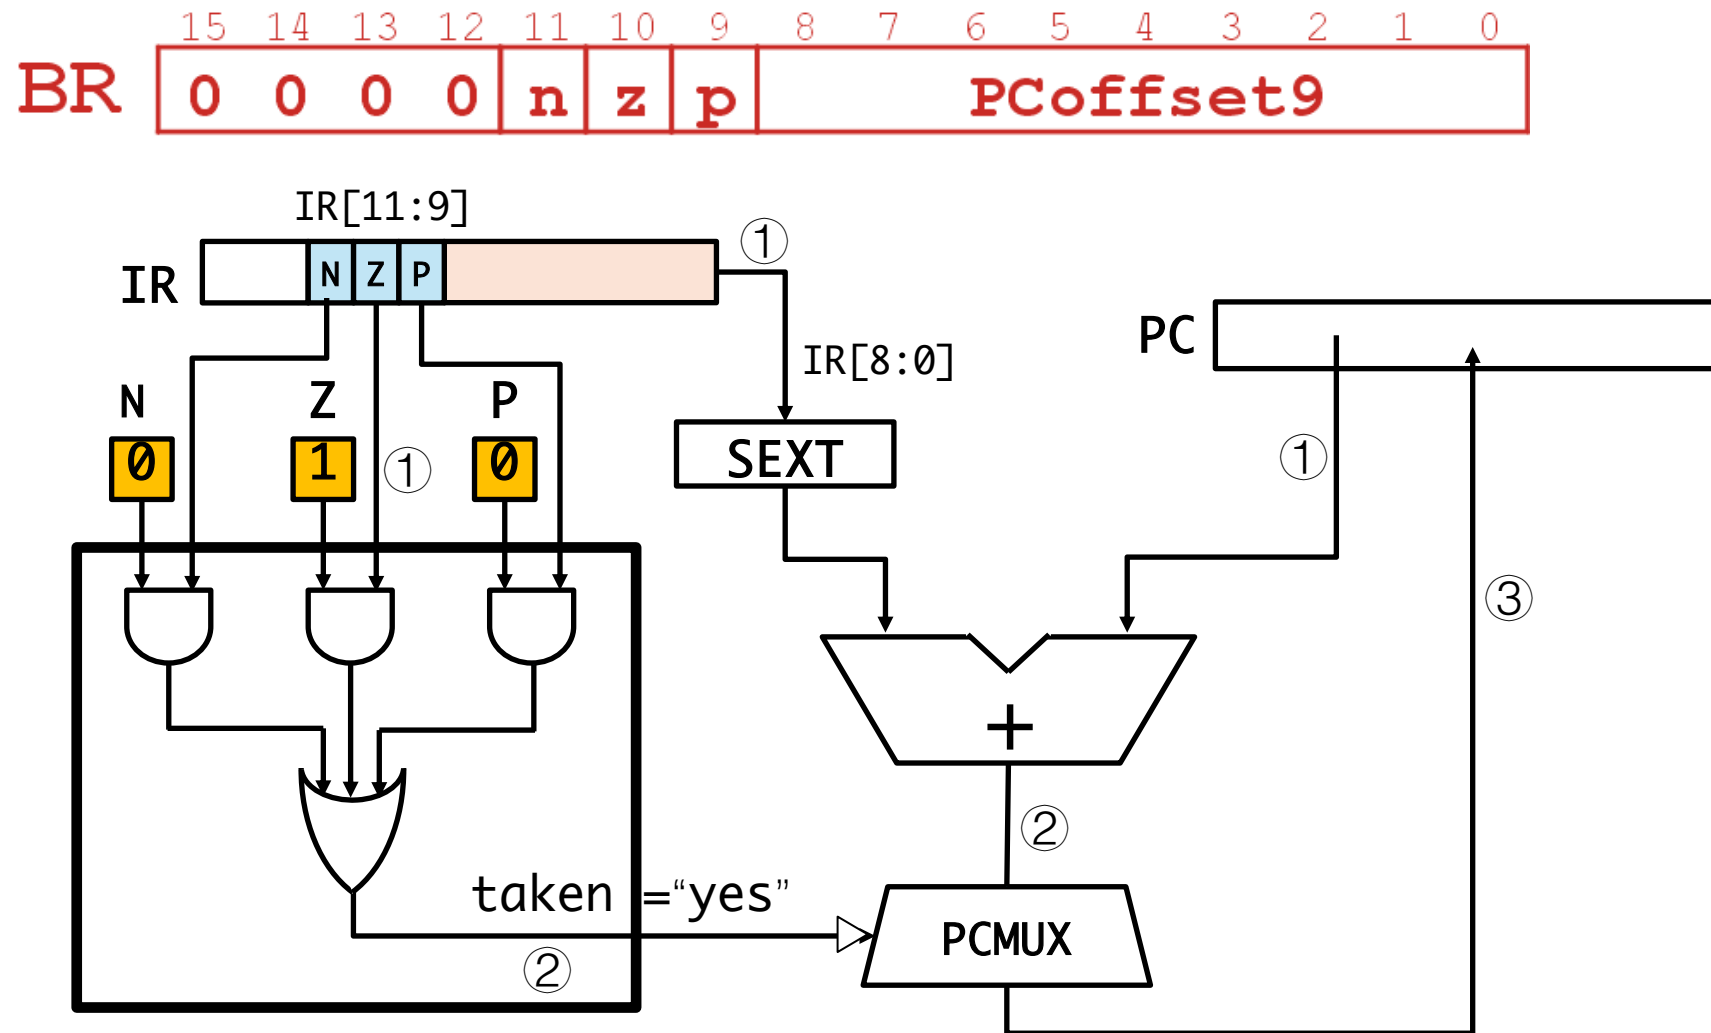 15 14 13 12 11 10 9 8 7 6 5 4 3 2 1 0
BR 0 0 0 0 n z p PCoffset9
IR[11:9]
①
IR N Z P
PC
IR[8:0]
N Z P
0 1 0
①
SEXT
①
③
+
②
taken ="yes"
PCMUX
②